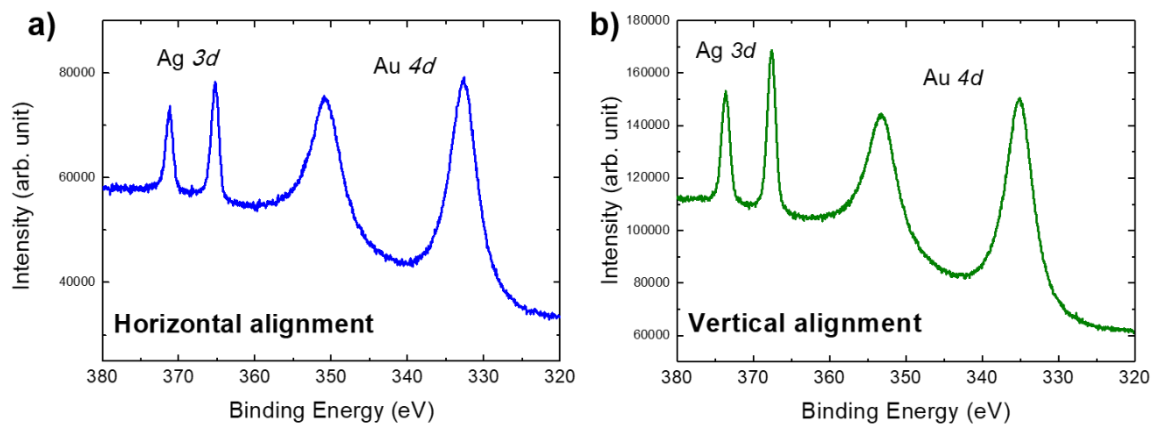 a)
Ag 3d
Au 4d
80000
60000
40000
Intensity (arb. unit)
Horizontal alignment
380 370 360 350 340 330 320
Binding Energy (eV)
b)
Ag 3d
Au 4d
180000
160000
140000
120000
100000
80000
60000
Intensity (arb. unit)
Vertical alignment
380 370 360 350 340 330 320
Binding Energy (eV)